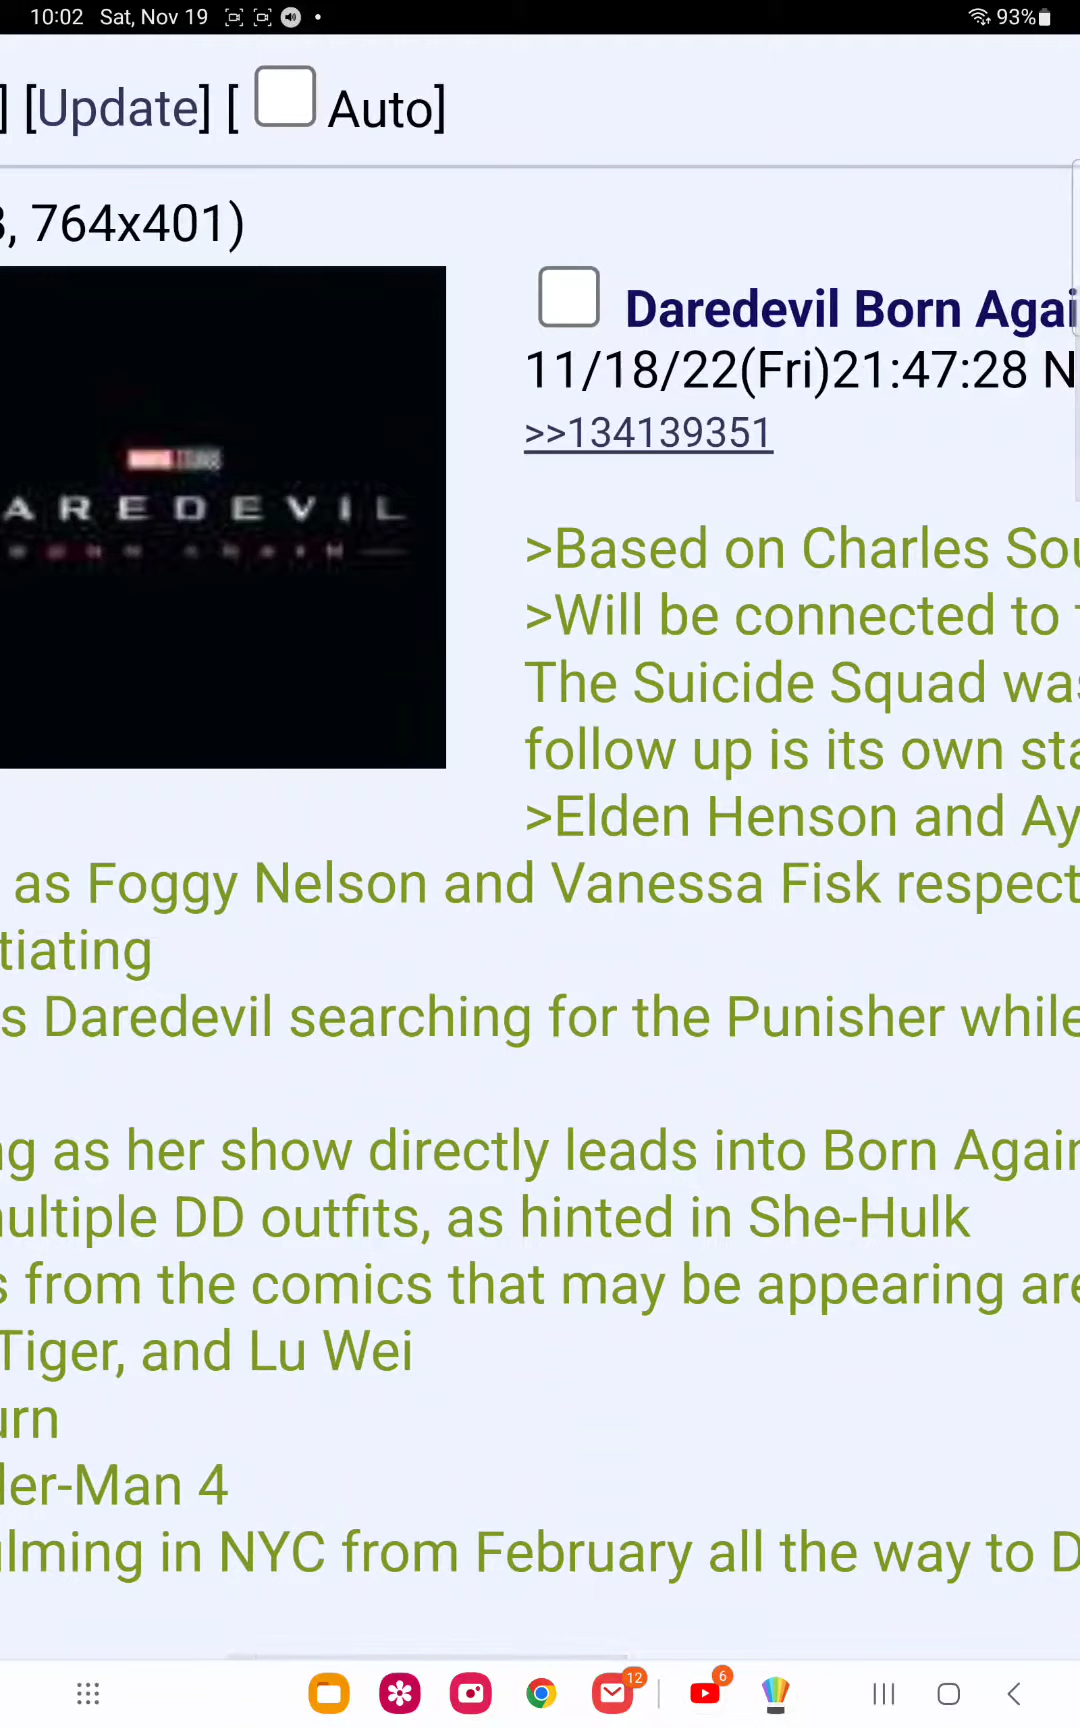 10:02 Sat, Nov 19
93%
] [Update] [ Auto]
, 764x401)
Daredevil Born Agai
11/18/22(Fri)21:47:28 N
>>134139351
AREDEVIL
>Based on Charles Sou
>Will be connected to
The Suicide Squad was
follow up is its own sta
>Elden Henson and Ay
as Foggy Nelson and Vanessa Fisk respect
tiating
s Daredevil searching for the Punisher while
ng as her show directly leads into Born Again
ultiple DD outfits, as hinted in She-Hulk
s from the comics that may be appearing are
Tiger, and Lu Wei
urn
der-Man 4
ilming in NYC from February all the way to D
12
6